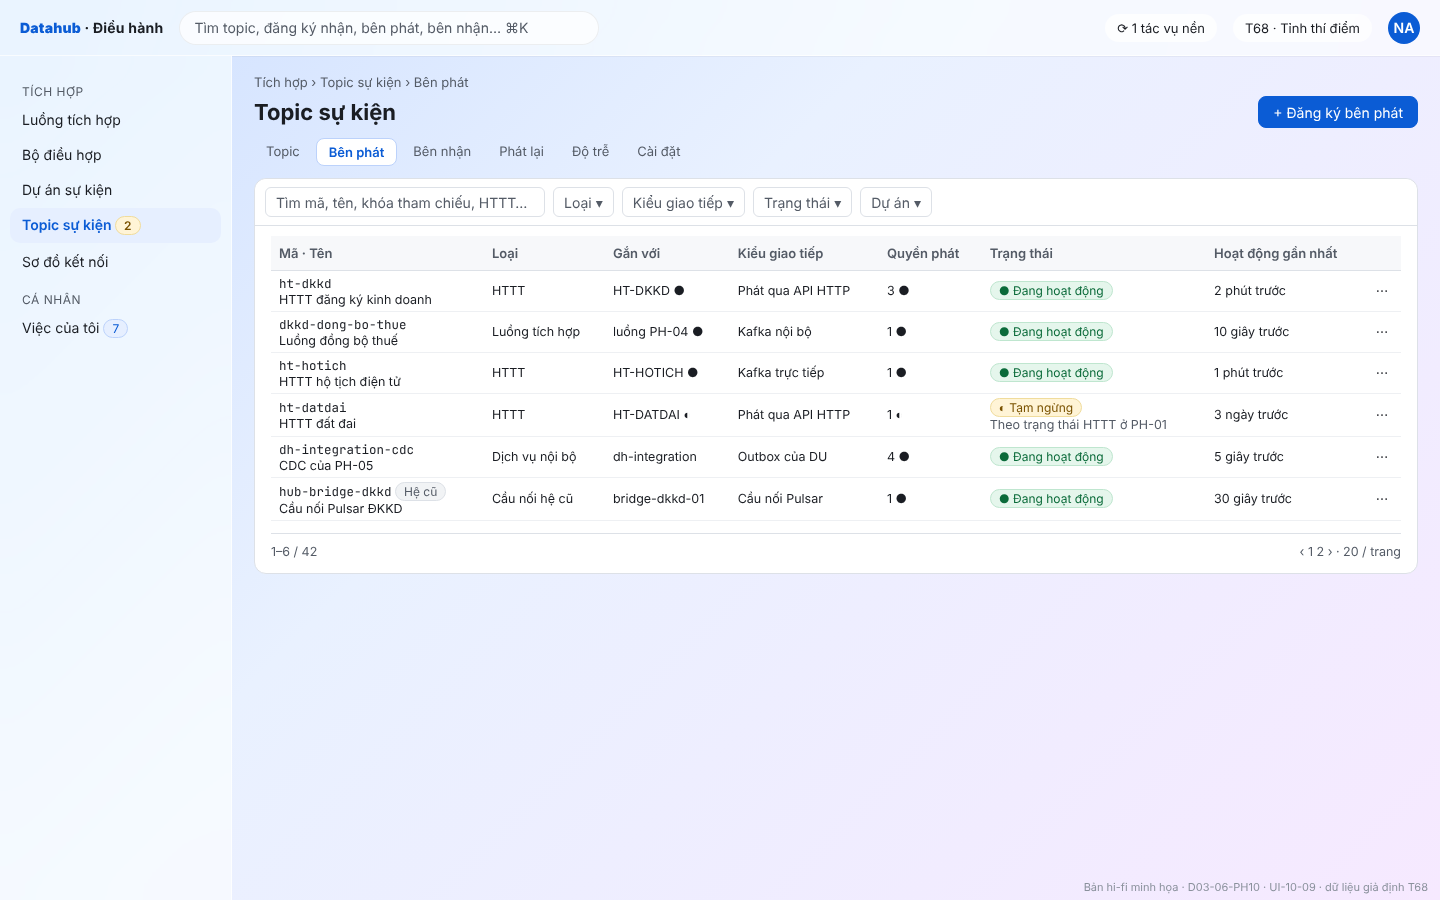 Datahub · Điều hành
Tìm topic, đăng ký nhận, bên phát, bên nhận... ⌘K
⟳ 1 tác vụ nền
T68 · Tỉnh thí điểm
NA
TÍCH HỢP
Luồng tích hợp
Bộ điều hợp
Dự án sự kiện
Topic sự kiện 2
Sơ đồ kết nối
CÁ NHÂN
Việc của tôi 7
Tích hợp › Topic sự kiện › Bên phát
Topic sự kiện
+ Đăng ký bên phát
Topic Bên phát Bên nhận Phát lại Độ trễ Cài đặt
Tìm mã, tên, khóa tham chiếu, HTTT... Loại ▾ Kiểu giao tiếp ▾ Trạng thái ▾ Dự án ▾
Mã · Tên Loại Gắn với Kiểu giao tiếp Quyền phát Trạng thái Hoạt động gần nhất
ht-dkkd
HTTT đăng ký kinh doanh
HTTT HT-DKKD ● Phát qua API HTTP 3 ● ● Đang hoạt động 2 phút trước ⋯
dkkd-dong-bo-thue
Luồng đồng bộ thuế
Luồng tích hợp luồng PH-04 ● Kafka nội bộ 1 ● ● Đang hoạt động 10 giây trước ⋯
ht-hotich
HTTT hộ tịch điện tử
HTTT HT-HOTICH ● Kafka trực tiếp 1 ● ● Đang hoạt động 1 phút trước ⋯
ht-datdai
HTTT đất đai
HTTT HT-DATDAI ◖ Phát qua API HTTP 1 ◖ ◖ Tạm ngừng
Theo trạng thái HTTT ở PH-01
3 ngày trước ⋯
dh-integration-cdc
CDC của PH-05
Dịch vụ nội bộ dh-integration Outbox của DU 4 ● ● Đang hoạt động 5 giây trước ⋯
hub-bridge-dkkd Hệ cũ
Cầu nối Pulsar ĐKKD
Cầu nối hệ cũ bridge-dkkd-01 Cầu nối Pulsar 1 ● ● Đang hoạt động 30 giây trước ⋯
1–6 / 42
‹ 1 2 › · 20 / trang
Bản hi-fi minh họa · D03-06-PH10 · UI-10-09 · dữ liệu giả định T68